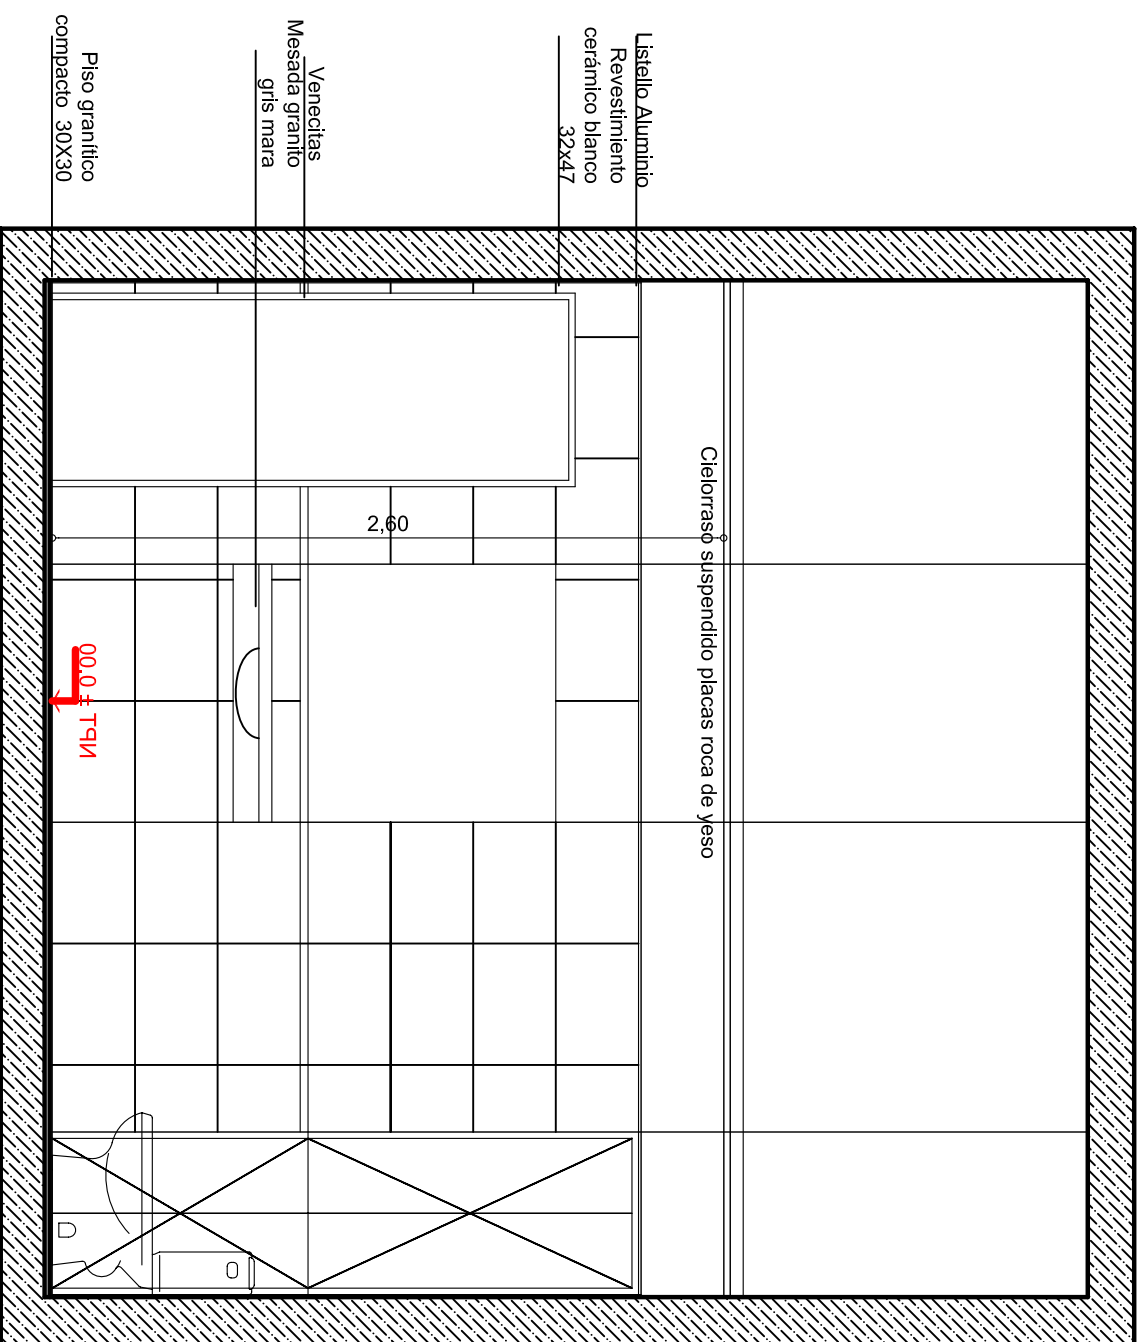 Listello Aluminio
Revestimiento
cerámico blanco
32x47
Venecitas
Mesada granito
gris mara
Piso granítico
compacto 30X30
Cielorraso suspendido placas roca de yeso
2,60
NPT ± 0.00